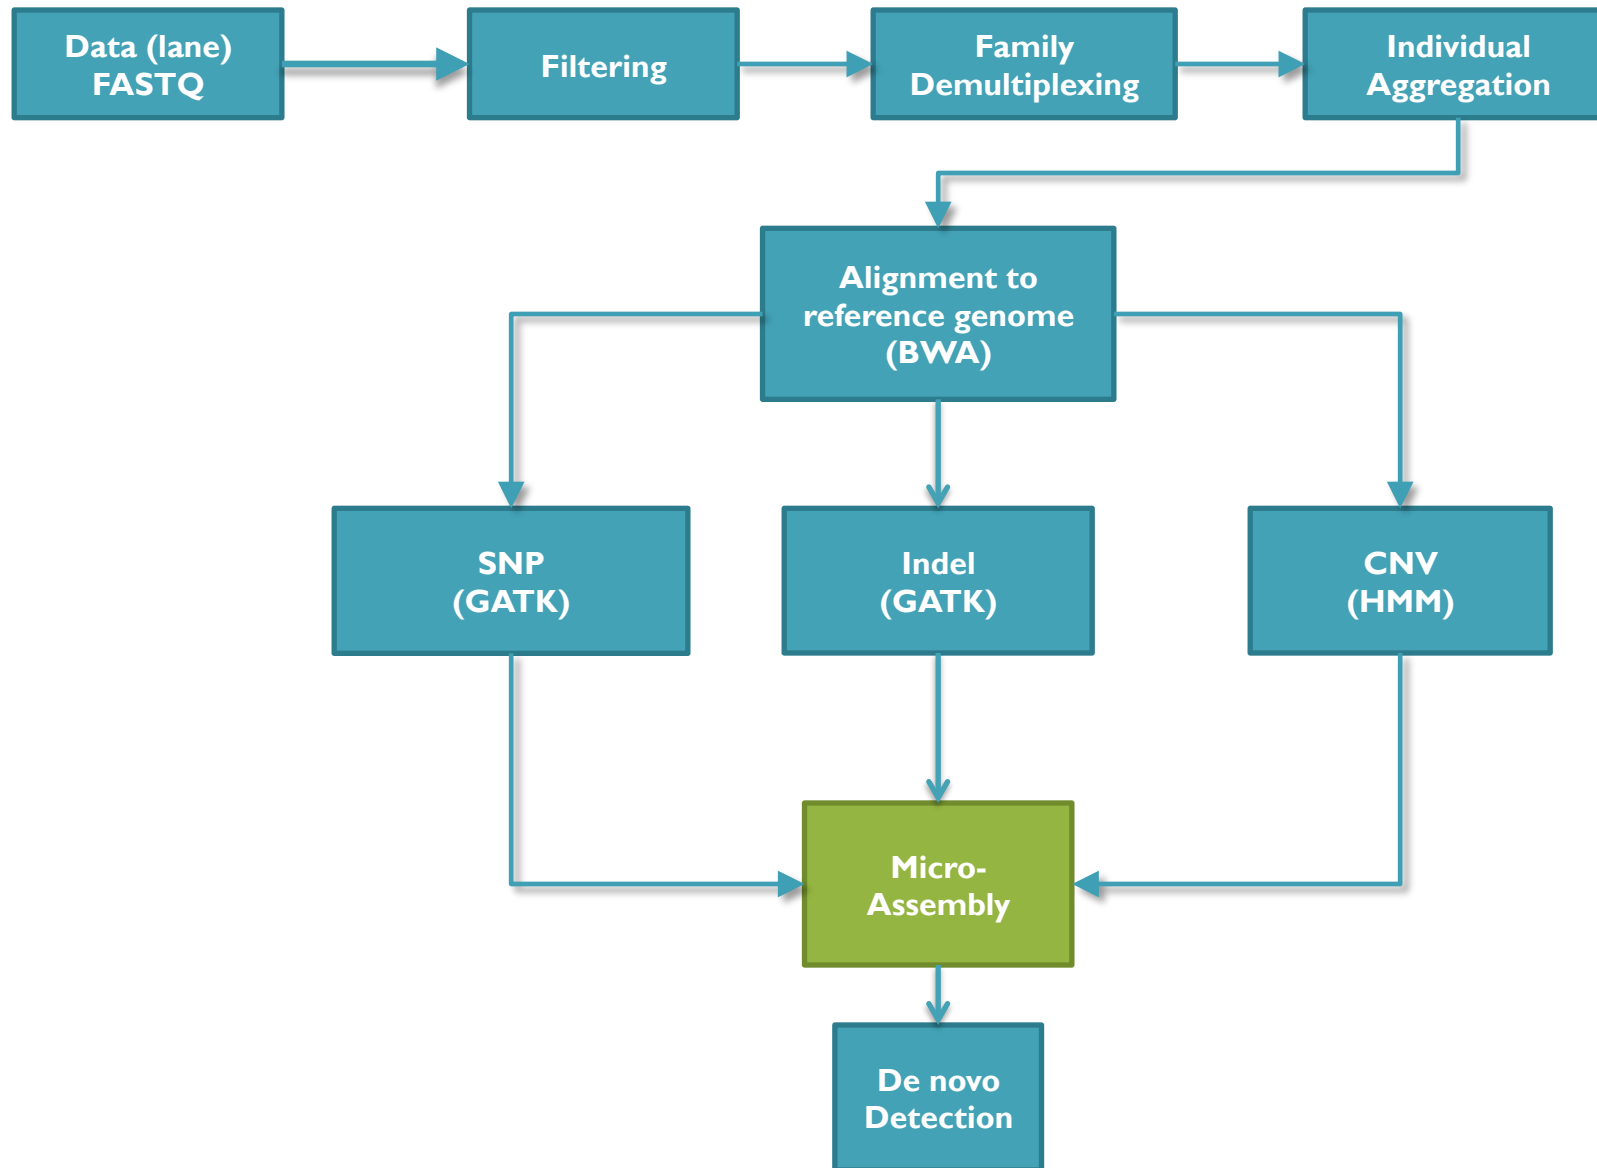 Data (lane)
FASTQ
Filtering
Family
Demultiplexing
Individual
Aggregation
Alignment to
reference genome
(BWA)
SNP
(GATK)
Indel
(GATK)
CNV
(HMM)
Micro-
Assembly
De novo
Detection